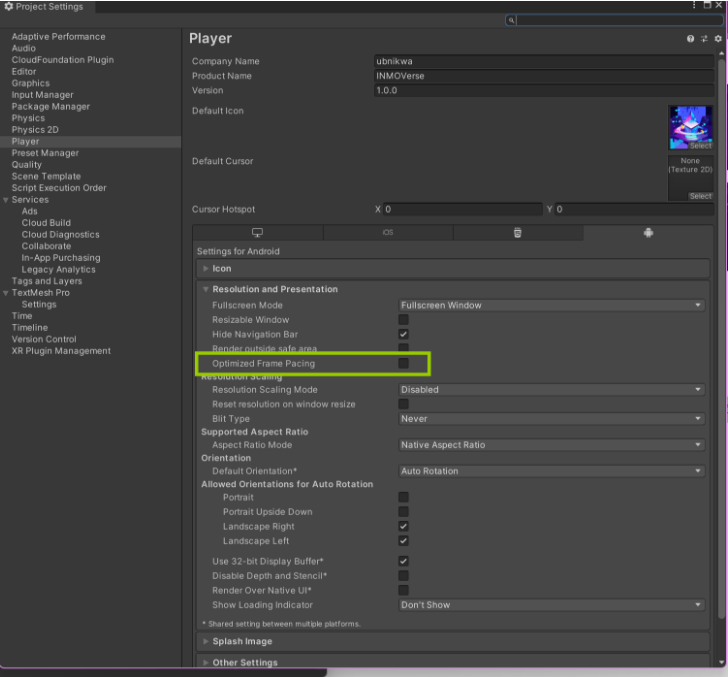 Project Settings
Adaptive Performance
Audio
CloudFoundation Plugin
Editor
Graphics
Input Manager
Package Manager
Physics
Physics 2D
Player
Preset Manager
Quality
Scene Template
Script Execution Order
Services
Ads
Cloud Build
Cloud Diagnostics
Collaborate
In-App Purchasing
Legacy Analytics
Tags and Layers
TextMesh Pro
Settings
Time
Timeline
Version Control
XR Plugin Management
Player
Company Name ubnikwa
Product Name INMOVerse
Version 1.0.0
Default Icon
Select
Default Cursor
None
(Texture 2D)
Select
Cursor Hotspot X 0 Y 0
iOS
Settings for Android
Icon
Resolution and Presentation
Fullscreen Mode Fullscreen Window
Resizable Window
Hide Navigation Bar
Render outside safe area
Optimized Frame Pacing
Resolution Scaling
Resolution Scaling Mode Disabled
Reset resolution on window resize
Blit Type Never
Supported Aspect Ratio
Aspect Ratio Mode Native Aspect Ratio
Orientation
Default Orientation* Auto Rotation
Allowed Orientations for Auto Rotation
Portrait
Portrait Upside Down
Landscape Right
Landscape Left
Use 32-bit Display Buffer*
Disable Depth and Stencil*
Render Over Native UI*
Show Loading Indicator Don't Show
* Shared setting between multiple platforms.
Splash Image
Other Settings